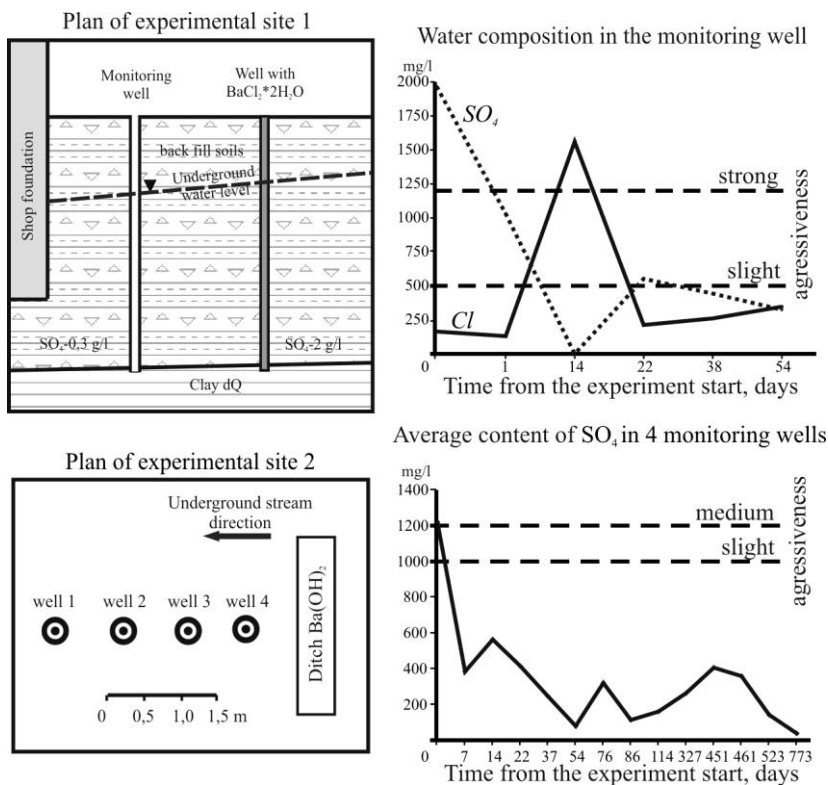 Plan of experimental site 1
Monitoring
well
Well with
BaCl₂*2H₂O
Shop foundation
back fill soils
Underground
water level
SO₄-0,3 g/l
SO₄-2 g/l
Clay dQ
Water composition in the monitoring well
mg/l
2000
1750
1500
1250
1000
750
500
250
0
SO₄
Cl
strong
slight
agressiveness
0 1 14 22 38 54
Time from the experiment start, days
Plan of experimental site 2
Underground stream
direction
well 1 well 2 well 3 well 4
Ditch Ba(OH)₂
0 0,5 1,0 1,5 m
Average content of SO₄ in 4 monitoring wells
mg/l
1400
1200
1000
800
600
400
200
0
medium
slight
agressiveness
0 7 14 22 37 54 76 86 114 327 451 461 523 773
Time from the experiment start, days